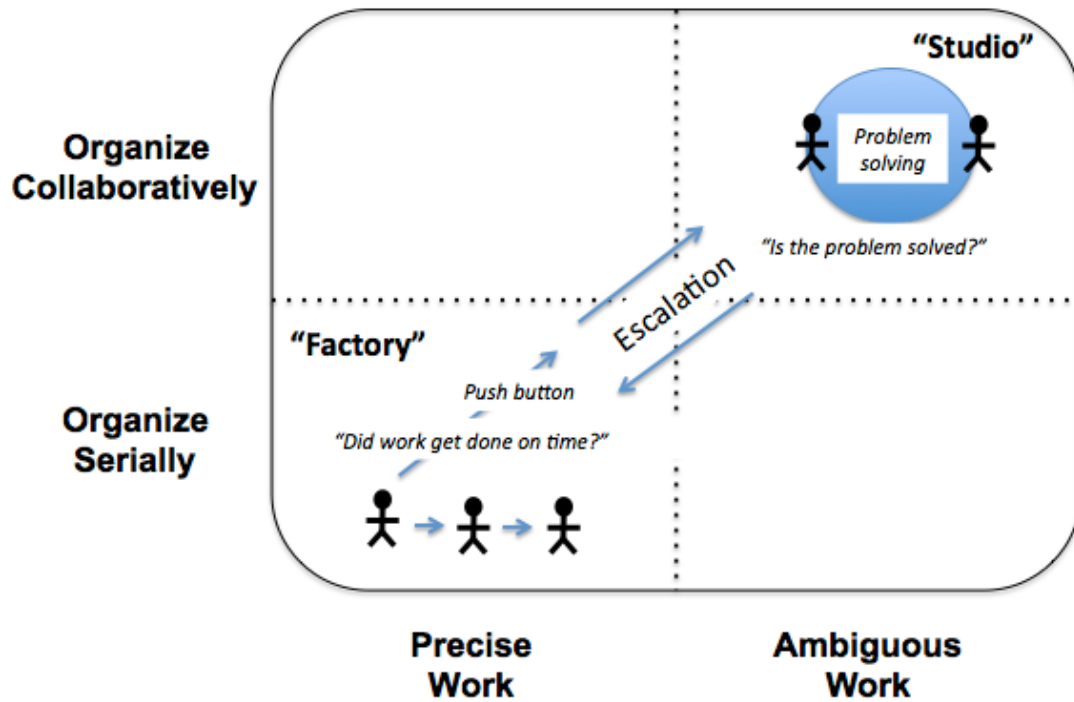 “Studio”
Organize
Collaboratively
Problem
solving
“Is the problem solved?”
Escalation
“Factory”
Push button
Organize
Serially
“Did work get done on time?”
Precise
Work
Ambiguous
Work